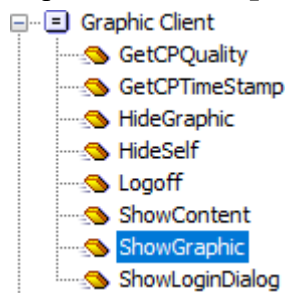 Graphic Client
GetCPQuality
GetCPTimeStamp
HideGraphic
HideSelf
Logoff
ShowContent
ShowGraphic
ShowLoginDialog